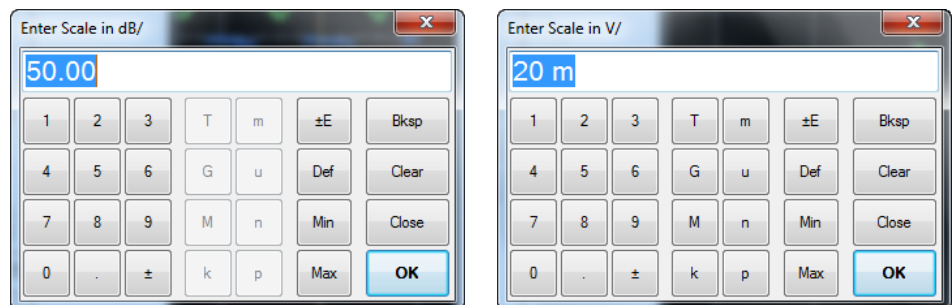 Enter Scale in dB/
x
50.00
1 2 3 T m ±E Bksp
4 5 6 G u Def Clear
7 8 9 M n Min Close
0 . ± k p Max OK
Enter Scale in V/
x
20 m
1 2 3 T m ±E Bksp
4 5 6 G u Def Clear
7 8 9 M n Min Close
0 . ± k p Max OK